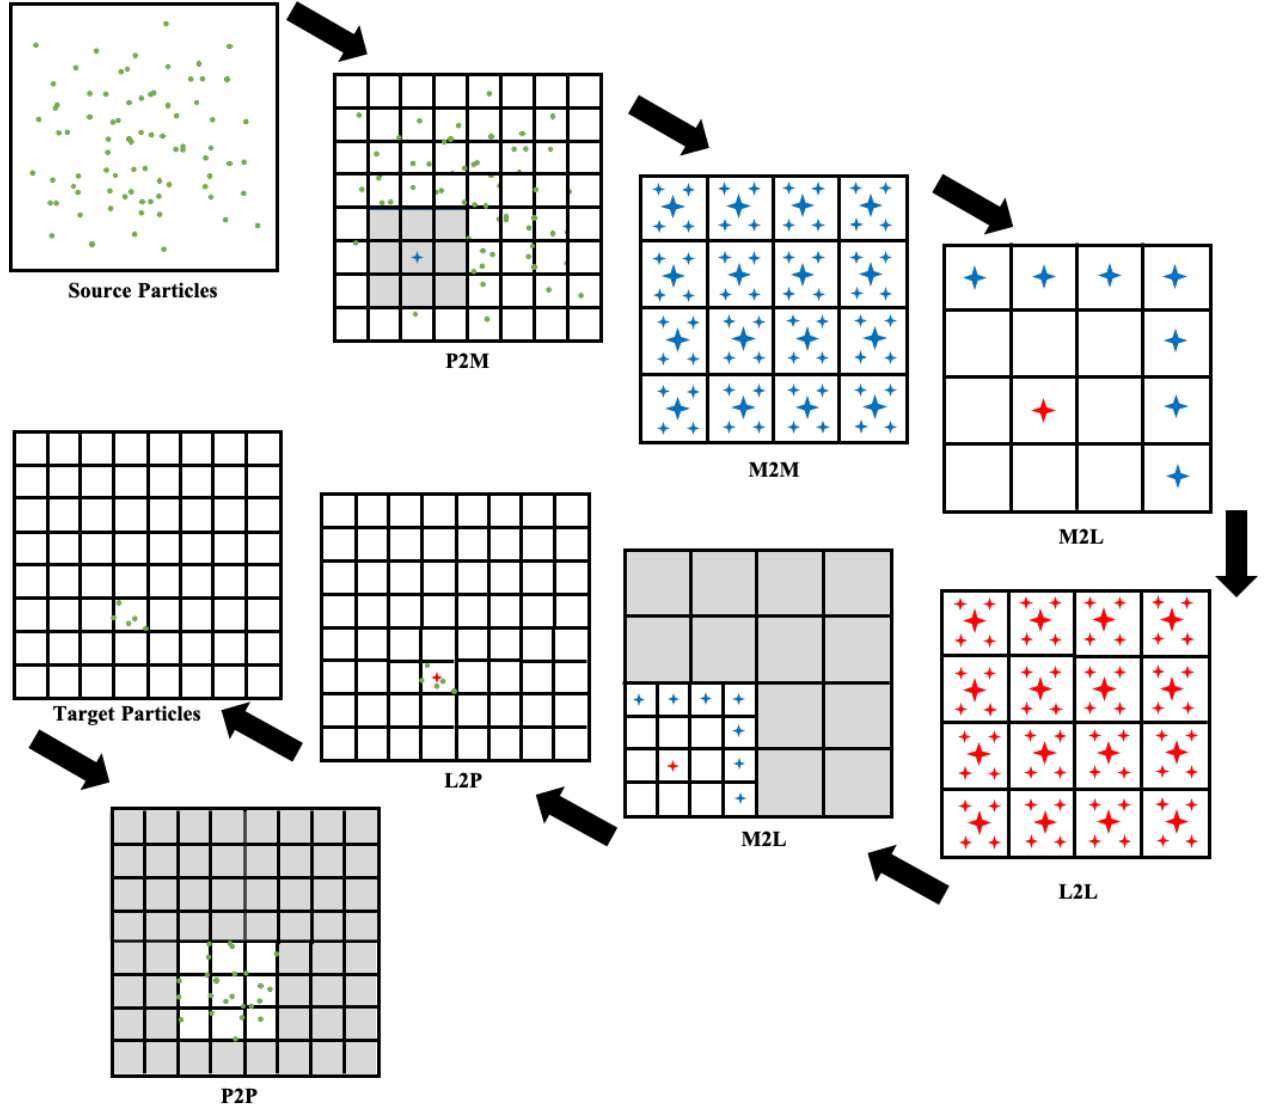 Source Particles
P2M
M2M
M2L
L2L
M2L
L2P
Target Particles
P2P